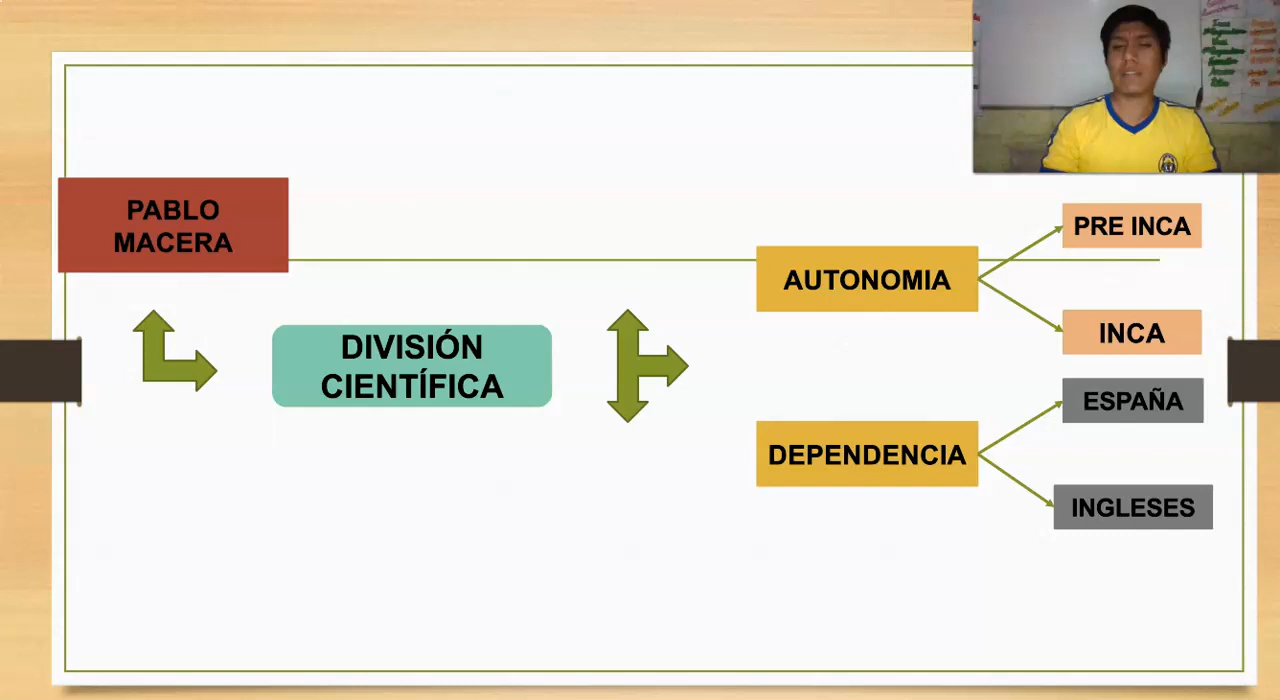 PABLO
MACERA
DIVISIÓN
CIENTÍFICA
AUTONOMIA
PRE INCA
INCA
DEPENDENCIA
ESPAÑA
INGLESES